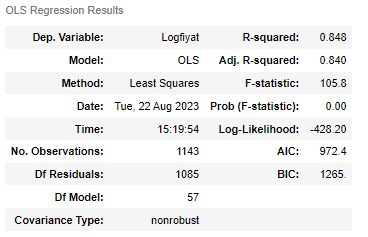 OLS Regression Results
Dep. Variable: Logfiyat R-squared: 0.848
Model: OLS Adj. R-squared: 0.840
Method: Least Squares F-statistic: 105.8
Date: Tue, 22 Aug 2023 Prob (F-statistic): 0.00
Time: 15:19:54 Log-Likelihood: -428.20
No. Observations: 1143 AIC: 972.4
Df Residuals: 1085 BIC: 1265.
Df Model: 57
Covariance Type: nonrobust